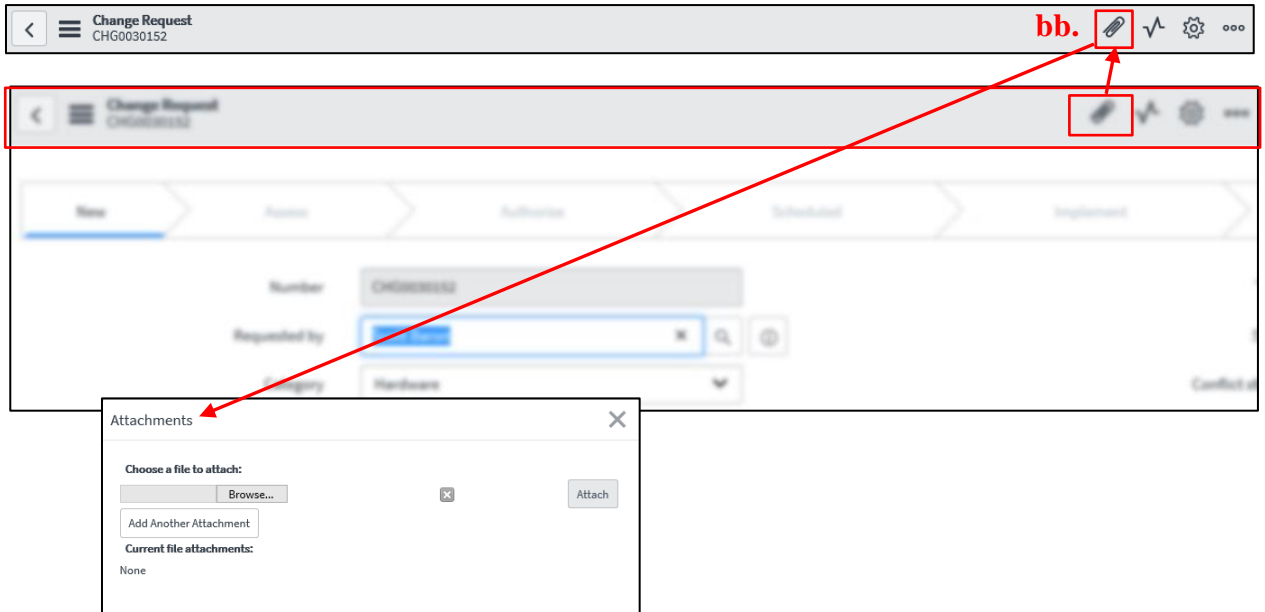 Change Request
CHG0030152
bb.
Change Request
CHG0030152
New Assess Authorize Scheduled Implement
Number CHG0030152
Requested by
Category Hardware
Conflict
Attachments
Choose a file to attach:
Browse... Attach
Add Another Attachment
Current file attachments:
None